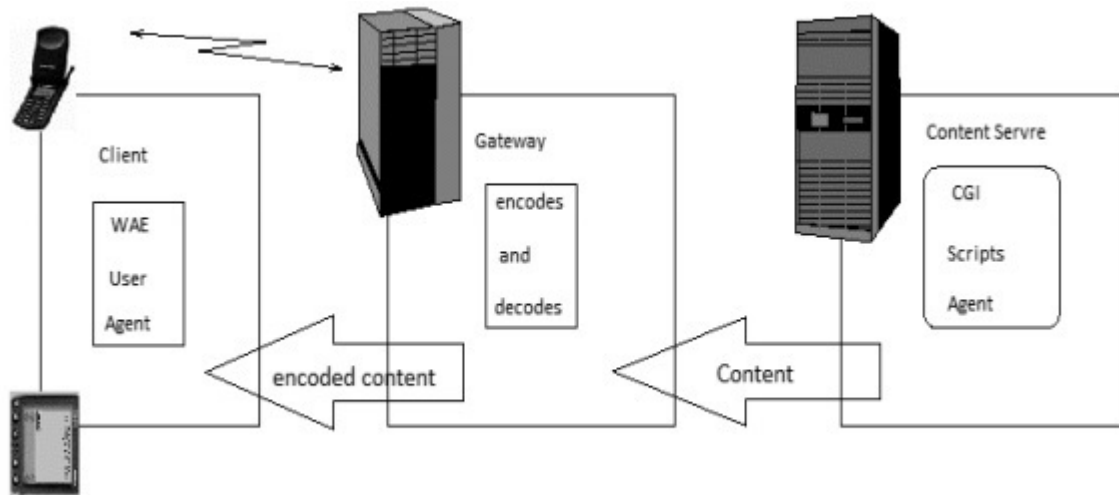 Client
WAE
User
Agent
encoded content
Gateway
encodes
and
decodes
Content
Content Servre
CGI
Scripts
Agent